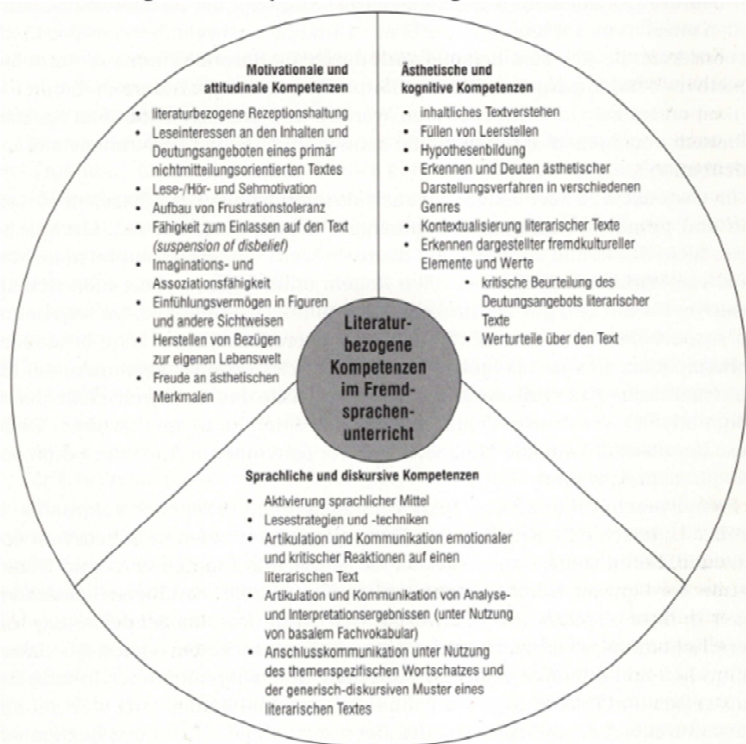 Motivationale und
attitudinale Kompetenzen
literaturbezogene Rezeptionshaltung
• Leseinteressen an den Inhalten und
Deutungsangeboten eines primär
nichtmitteilungsorientierten Textes
• Lese-/Hör- und Sehmotivation
• Aufbau von Frustrationstoleranz
• Fähigkeit zum Einlassen auf den Text
(suspension of disbelief)
• Imaginations- und
Assoziationsfähigkeit
• Einfühlungsvermögen in Figuren
und andere Sichtweisen
• Herstellen von Bezügen
zur eigenen Lebenswelt
• Freude an ästhetischen
Merkmalen
Ästhetische und
kognitive Kompetenzen
• inhaltliches Textverstehen
• Füllen von Leerstellen
• Hypothesenbildung
• Erkennen und Deuten ästhetischer
Darstellungsverfahren in verschiedenen
Genres
• Kontextualisierung literarischer Texte
• Erkennen dargestellter fremdkultureller
Elemente und Werte
• kritische Beurteilung des
Deutungsangebots literarischer
Texte
• Werturteile über den Text
Literatur-
bezogene
Kompetenzen
im Fremd-
sprachen-
unterricht
Sprachliche und diskursive Kompetenzen
• Aktivierung sprachlicher Mittel
• Lesestrategien und -techniken
• Artikulation und Kommunikation emotionaler
und kritischer Reaktionen auf einen
literarischen Text
• Artikulation und Kommunikation von Analyse-
und Interpretationsergebnissen (unter Nutzung
von basalem Fachvokabular)
• Anschlusskommunikation unter Nutzung
des themenspezifischen Wortschatzes und
der generisch-diskursiven Muster eines
literarischen Textes